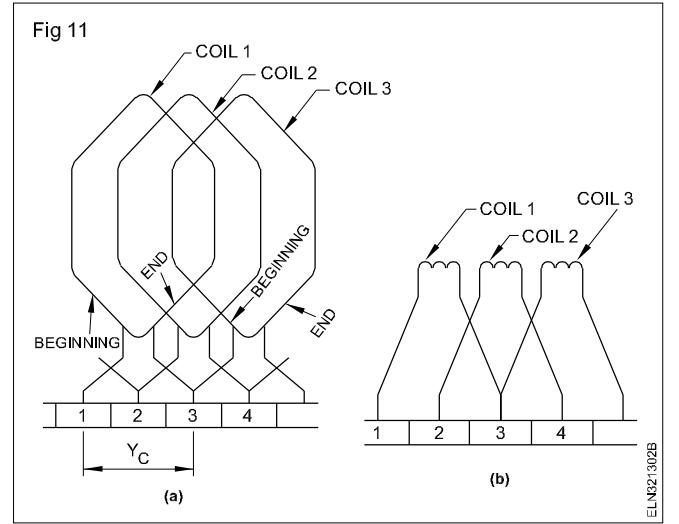 Fig 11
COIL 1
COIL 2
COIL 3
END
BEGINNING
BEGINNING
END
1 2 3 4
YC
(a)
COIL 1
COIL 2
COIL 3
1 2 3 4
(b)
ELN321302B